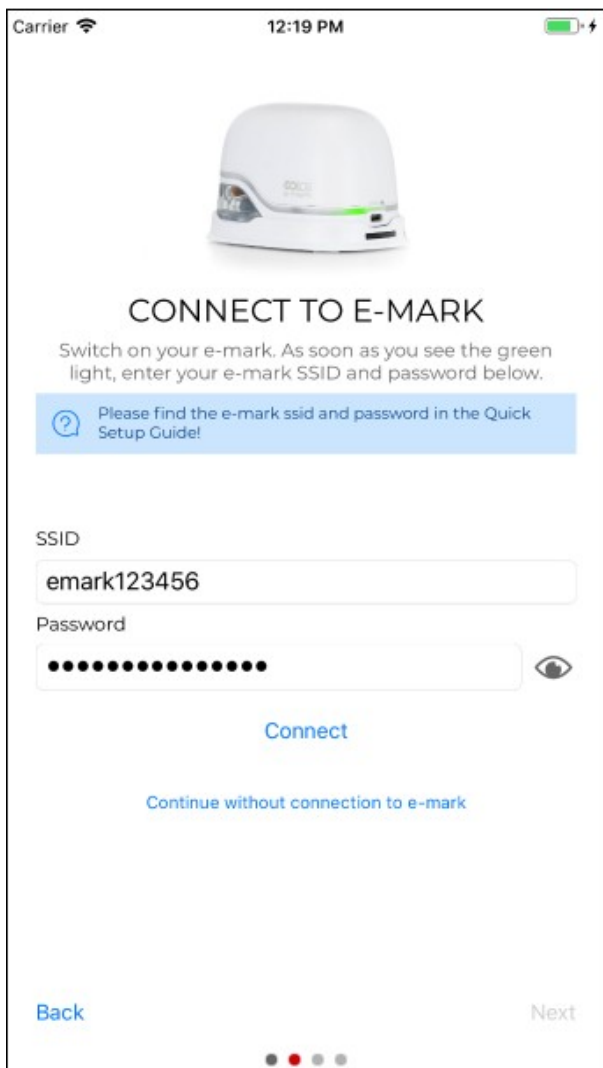 Carrier
12:19 PM
COLOP
e-mark
CONNECT TO E-MARK
Switch on your e-mark. As soon as you see the green
light, enter your e-mark SSID and password below.
Please find the e-mark ssid and password in the Quick
Setup Guide!
SSID
emark123456
Password
●●●●●●●●●●●●●●●
Connect
Continue without connection to e-mark
Back
Next